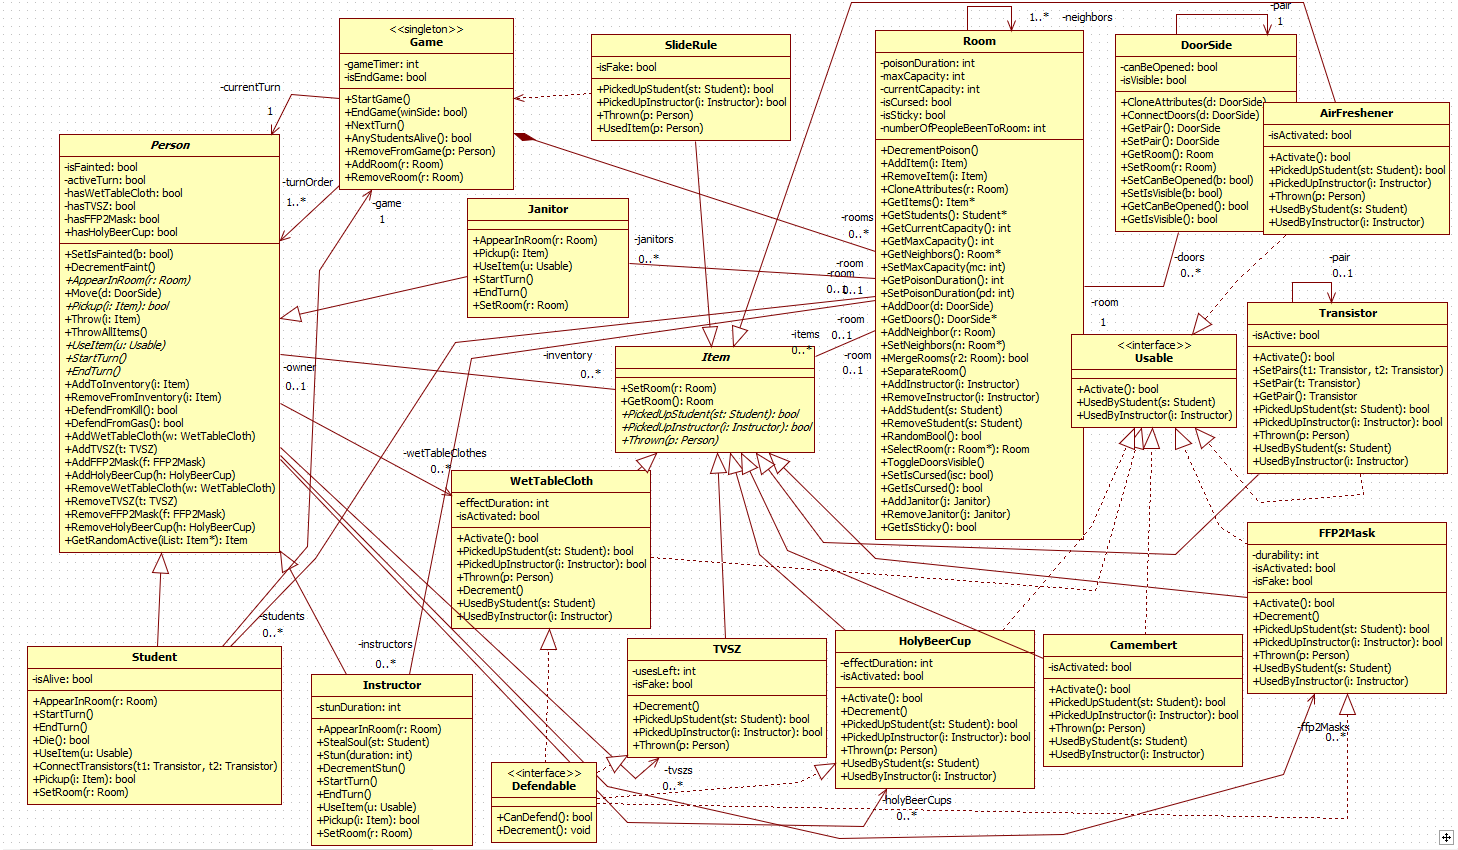 <<singleton>>
Game
-gameTimer: int
-isEndGame: bool
+StartGame()
+EndGame(winSide: bool)
+NextTurn()
+AnyStudentsAlive(): bool
+RemoveFromGame(p: Person)
+AddRoom(r: Room)
+RemoveRoom(r: Room)
SlideRule
-isFake: bool
+PickedUpStudent(st: Student): bool
+PickedUpInstructor(i: Instructor): bool
+Thrown(p: Person)
+UsedItem(p: Person)
Room
-poisonDuration: int
-maxCapacity: int
-currentCapacity: int
-isCursed: bool
-isSticky: bool
-numberOfPeopleBeenToRoom: int
+DecrementPoison()
+AddItem(i: Item)
+RemoveItem(i: Item)
+CloneAttributes(r: Room)
+GetItems(): Item*
+GetStudents(): Student*
+GetCurrentCapacity(): int
+GetMaxCapacity(): int
+GetNeighbors(): Room*
+SetMaxCapacity(mc: int)
+GetPoisonDuration(): int
+SetPoisonDuration(pd: int)
+AddDoor(d: DoorSide)
+GetDoors(): DoorSide*
+AddNeighbor(r: Room)
+SetNeighbors(n: Room*)
+MergeRooms(r2: Room): bool
+SeparateRoom()
+AddInstructor(i: Instructor)
+RemoveInstructor(i: Instructor)
+AddStudent(s: Student)
+RemoveStudent(s: Student)
+RandomBool(): bool
+SelectRoom(r: Room*): Room
+ToggleDoorsVisible()
+SetIsCursed(isc: bool)
+GetIsCursed(): bool
+AddJanitor(j: Janitor)
+RemoveJanitor(j: Janitor)
+GetIsSticky(): bool
1..*
-neighbors
DoorSide
-canBeOpened: bool
-isVisible: bool
+CloneAttributes(d: DoorSide)
+ConnectDoors(d: DoorSide)
+GetPair(): DoorSide
+SetPair(): DoorSide
+GetRoom(): Room
+SetRoom(r: Room)
+SetCanBeOpened(b: bool)
+SetIsVisible(b: bool)
+GetCanBeOpened(): bool
+GetIsVisible(): bool
-pair
1
AirFreshener
-isActivated: bool
+Activate(): bool
+PickedUpStudent(st: Student): bool
+PickedUpInstructor(i: Instructor): bool
+Thrown(p: Person)
+UsedByStudent(s: Student)
+UsedByInstructor(i: Instructor)
-currentTurn
1
Person
-isFainted: bool
-activeTurn: bool
-hasWetTableCloth: bool
-hasTVSZ: bool
-hasFFP2Mask: bool
-hasHolyBeerCup: bool
+SetIsFainted(b: bool)
+DecrementFaint()
+AppearInRoom(r: Room)
+Move(d: DoorSide)
+Pickup(i: Item): bool
+Throw(i: Item)
+ThrowAllItems()
+UseItem(u: Usable)
+StartTurn()
+EndTurn()
+AddToInventory(i: Item)
+RemoveFromInventory(i: Item)
+DefendFromKill(): bool
+DefendFromGas(): bool
+AddWetTableCloth(w: WetTableCloth)
+AddTVSZ(t: TVSZ)
+AddFFP2Mask(f: FFP2Mask)
+AddHolyBeerCup(h: HolyBeerCup)
+RemoveWetTableCloth(w: WetTableCloth)
+RemoveTVSZ(t: TVSZ)
+RemoveFFP2Mask(f: FFP2Mask)
+RemoveHolyBeerCup(h: HolyBeerCup)
+GetRandomActive(iList: Item*): Item
-turnOrder
1..*
-game
1
Janitor
+AppearInRoom(r: Room)
+Pickup(i: Item)
+UseItem(u: Usable)
+StartTurn()
+EndTurn()
+SetRoom(r: Room)
-janitors
0..*
-rooms
0..*
-room
-room
0..1
0..1
-room
0..1
-room
0..1
-items
0..*
-doors
0..*
-room
1
-pair
0..1
Transistor
-isActive: bool
+Activate(): bool
+SetPairs(t1: Transistor, t2: Transistor)
+SetPair(t: Transistor)
+GetPair(): Transistor
+PickedUpStudent(st: Student): bool
+PickedUpInstructor(i: Instructor): bool
+Thrown(p: Person)
+UsedByStudent(s: Student)
+UsedByInstructor(i: Instructor)
<<interface>>
Usable
+Activate(): bool
+UsedByStudent(s: Student)
+UsedByInstructor(i: Instructor)
-owner
0..1
-inventory
0..*
Item
+SetRoom(r: Room)
+GetRoom(): Room
+PickedUpStudent(st: Student): bool
+PickedUpInstructor(i: Instructor): bool
+Thrown(p: Person)
-wetTableClothes
0..*
WetTableCloth
-effectDuration: int
-isActivated: bool
+Activate(): bool
+PickedUpStudent(st: Student): bool
+PickedUpInstructor(i: Instructor): bool
+Thrown(p: Person)
+Decrement()
+UsedByStudent(s: Student)
+UsedByInstructor(i: Instructor)
FFP2Mask
-durability: int
-isActivated: bool
-isFake: bool
+Activate(): bool
+Decrement()
+PickedUpStudent(st: Student): bool
+PickedUpInstructor(i: Instructor): bool
+Thrown(p: Person)
+UsedByStudent(s: Student)
+UsedByInstructor(i: Instructor)
-students
0..*
-instructors
0..*
Student
-isAlive: bool
+AppearInRoom(r: Room)
+StartTurn()
+EndTurn()
+Die(): bool
+UseItem(u: Usable)
+ConnectTransistors(t1: Transistor, t2: Transistor)
+Pickup(i: Item): bool
+SetRoom(r: Room)
Instructor
-stunDuration: int
+AppearInRoom(r: Room)
+StealSoul(st: Student)
+Stun(duration: int)
+DecrementStun()
+StartTurn()
+EndTurn()
+UseItem(u: Usable)
+Pickup(i: Item): bool
+SetRoom(r: Room)
TVSZ
-usesLeft: int
-isFake: bool
+Decrement()
+PickedUpStudent(st: Student): bool
+PickedUpInstructor(i: Instructor): bool
+Thrown(p: Person)
HolyBeerCup
-effectDuration: int
-isActivated: bool
+Activate(): bool
+Decrement()
+PickedUpStudent(st: Student): bool
+PickedUpInstructor(i: Instructor): bool
+Thrown(p: Person)
+UsedByStudent(s: Student)
+UsedByInstructor(i: Instructor)
Camembert
-isActivated: bool
+Activate(): bool
+PickedUpStudent(st: Student): bool
+PickedUpInstructor(i: Instructor): bool
+Thrown(p: Person)
+UsedByStudent(s: Student)
+UsedByInstructor(i: Instructor)
-ffp2Masks
0..*
<<interface>>
Defendable
+CanDefend(): bool
+Decrement(): void
-tvszs
0..*
-holyBeerCups
0..*